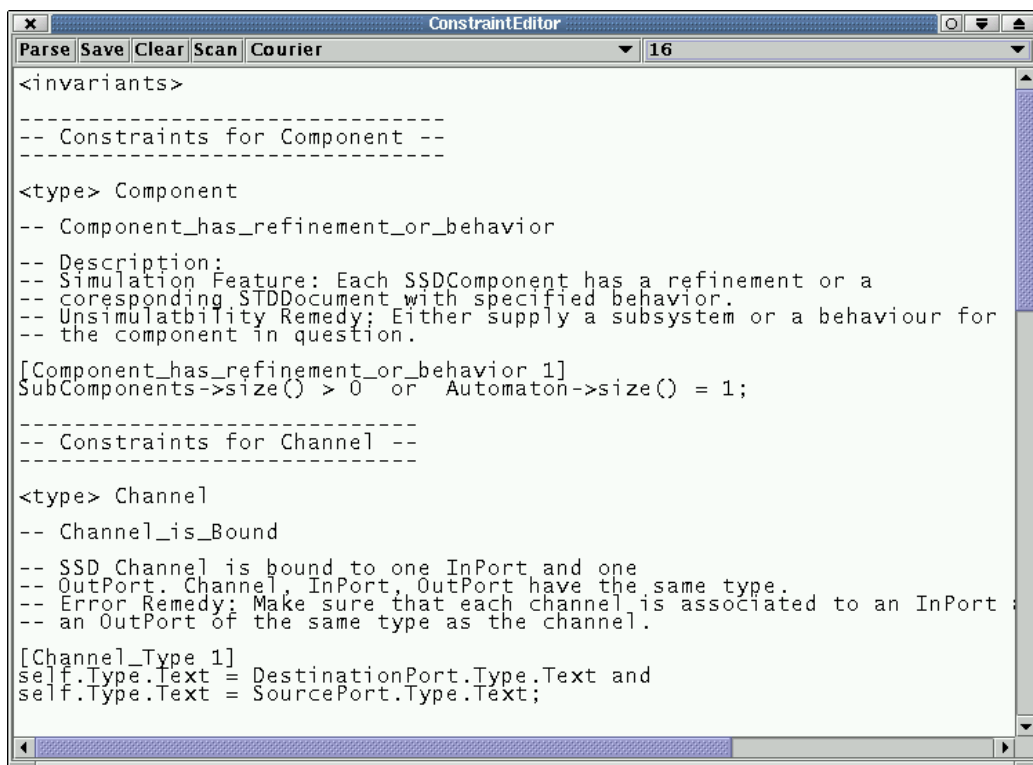 ConstraintEditor
Parse Save Clear Scan Courier 16
<invariants>
-------------------------------
-- Constraints for Component --
-------------------------------
<type> Component
-- Component_has_refinement_or_behavior
-- Description:
-- Simulation Feature: Each SSDComponent has a refinement or a
-- coresponding STDDocument with specified behavior.
-- Unsimulatbility Remedy: Either supply a subsystem or a behaviour for
-- the component in question.
[Component_has_refinement_or_behavior 1]
SubComponents->size() > 0 or Automaton->size() = 1;
-----------------------------
-- Constraints for Channel --
-----------------------------
<type> Channel
-- Channel_is_Bound
-- SSD Channel is bound to one InPort and one
-- OutPort. Channel, InPort, OutPort have the same type.
-- Error Remedy: Make sure that each channel is associated to an InPort
-- an OutPort of the same type as the channel.
[Channel_Type 1]
self.Type.Text = DestinationPort.Type.Text and
self.Type.Text = SourcePort.Type.Text;